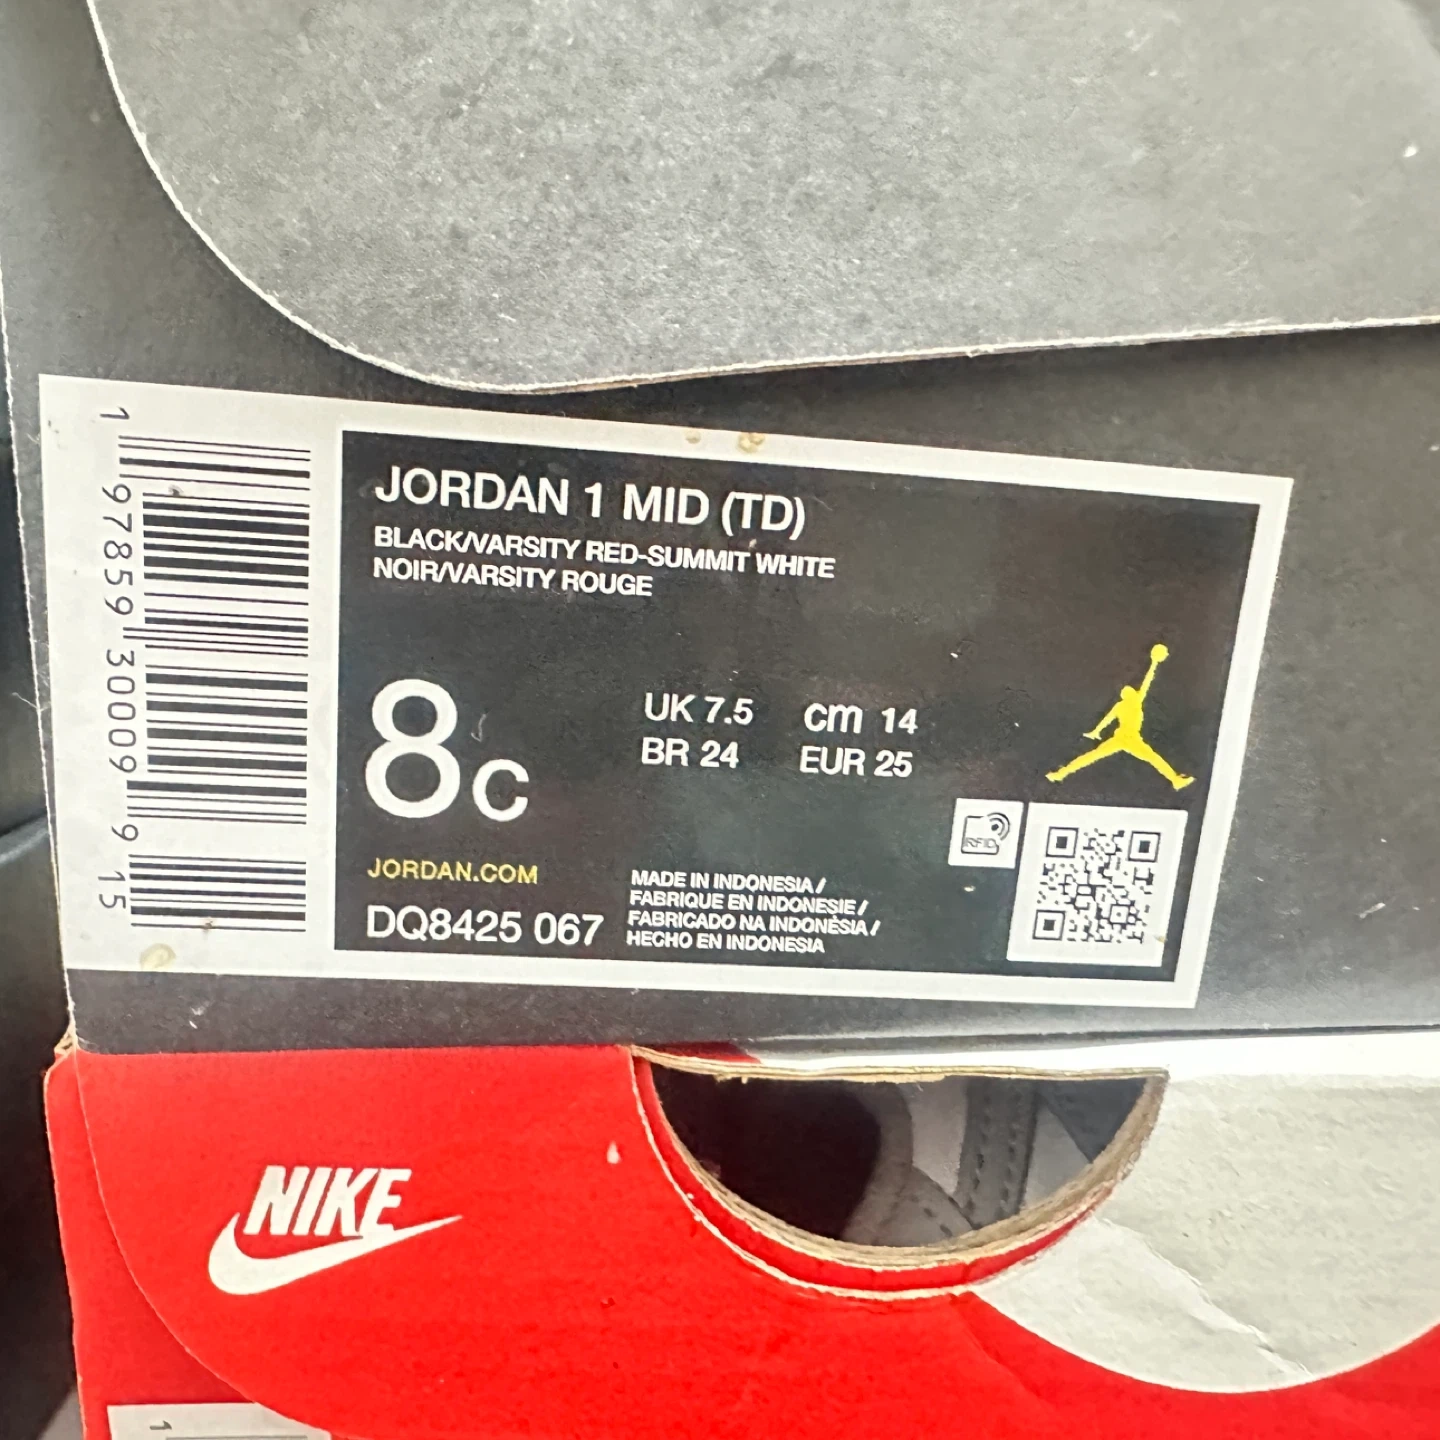 1 97859 30009 9 15
JORDAN 1 MID (TD)
BLACK/VARSITY RED-SUMMIT WHITE
NOIR/VARSITY ROUGE
8C
UK 7.5 cm 14
BR 24 EUR 25
RFID
JORDAN.COM
DQ8425 067
MADE IN INDONESIA /
FABRIQUE EN INDONESIE /
FABRICADO NA INDONÉSIA /
HECHO EN INDONESIA
NIKE
1